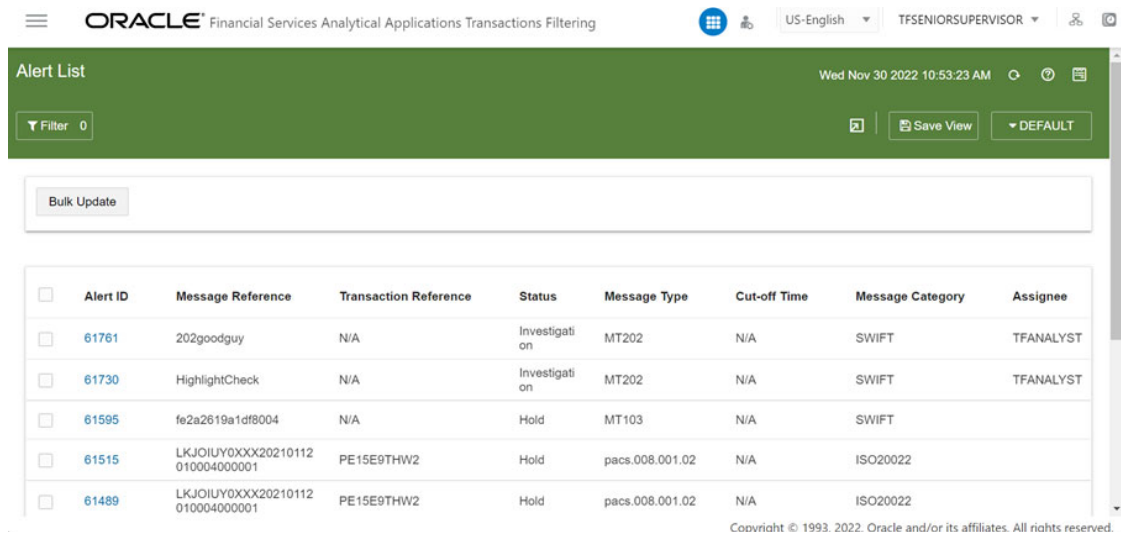 ORACLE® Financial Services Analytical Applications Transactions Filtering US-English TFSENIORSUPERVISOR
Alert List Wed Nov 30 2022 10:53:23 AM
Filter 0 Save View DEFAULT
Bulk Update
Alert ID Message Reference Transaction Reference Status Message Type Cut-off Time Message Category Assignee
61761 202goodguy N/A Investigati
on MT202 N/A SWIFT TFANALYST
61730 HighlightCheck N/A Investigati
on MT202 N/A SWIFT TFANALYST
61595 fe2a2619a1df8004 N/A Hold MT103 N/A SWIFT
61515 LKJOIUY0XXX20210112
010004000001 PE15E9THW2 Hold pacs.008.001.02 N/A ISO20022
61489 LKJOIUY0XXX20210112
010004000001 PE15E9THW2 Hold pacs.008.001.02 N/A ISO20022
Copyright © 1993, 2022, Oracle and/or its affiliates. All rights reserved.